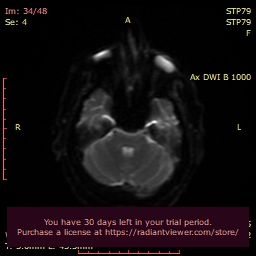 Im: 34/48
STP79
Se: 4
STP79
F
A
Ax DWI B 1000
R
L
You have 30 days left in your trial period.
Purchase a license at https://radiantviewer.com/store/